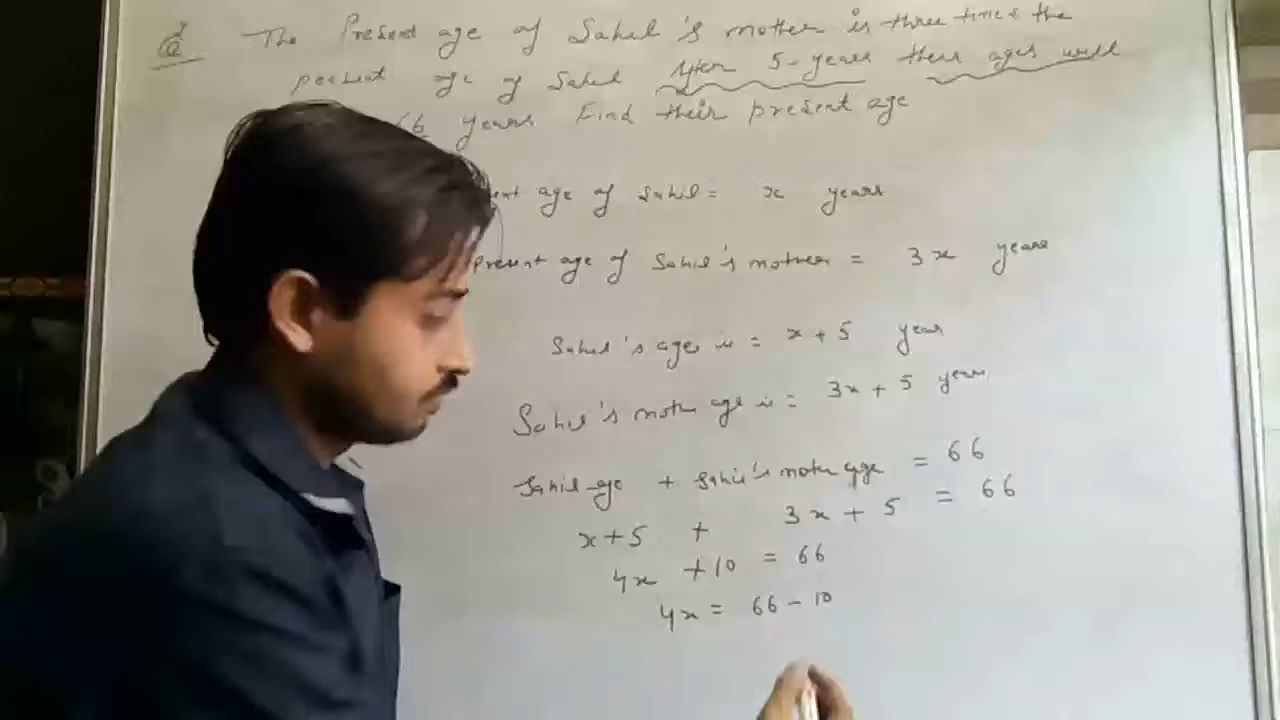 Q The Present age of Sahil's mother is three times the
present age of Sahil After 5-years their ages will
66 years Find their present age
age of Sahil = x years
Present age of Sahil's mother = 3x years
Sahil's age is = x + 5 year
Sahil's mother age is = 3x + 5 years
Sahil age + Sahil's mother age = 66
x+5 + 3x + 5 = 66
4x +10 = 66
4x = 66 - 10